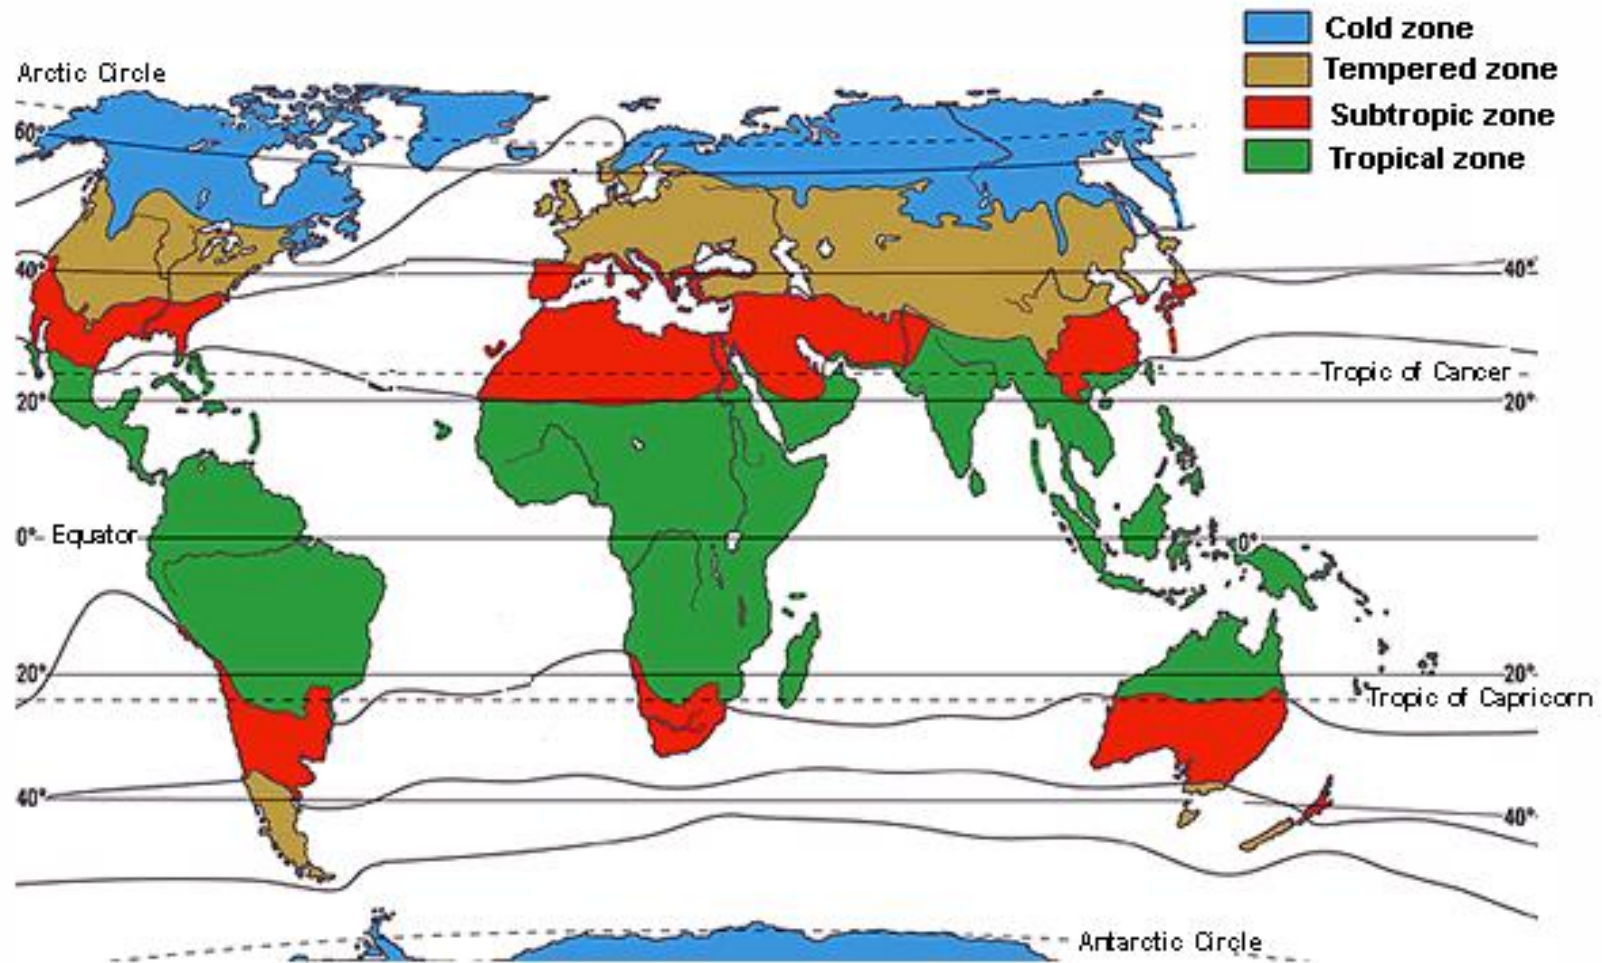 Cold zone
Tempered zone
Subtropic zone
Tropical zone
Arctic Circle
60°
40°
40°
Tropic of Cancer
20°
20°
0°
Equator
0°
20°
20°
Tropic of Capricorn
40°
40°
Antarctic Circle